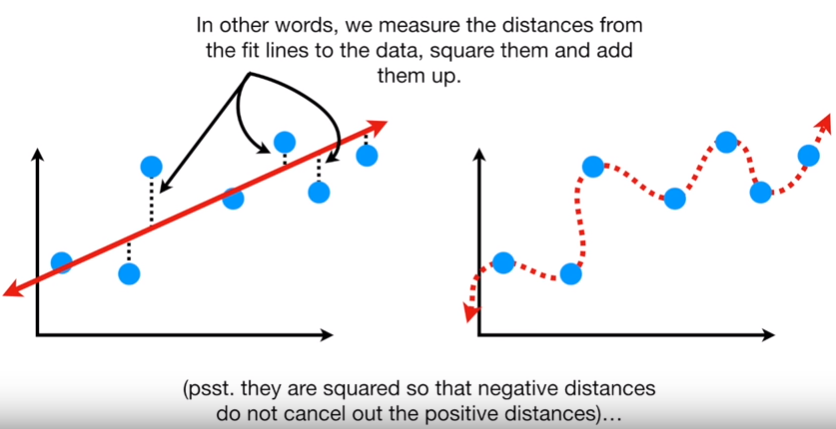 In other words, we measure the distances from
the fit lines to the data, square them and add
them up.
(psst. they are squared so that negative distances
do not cancel out the positive distances)...